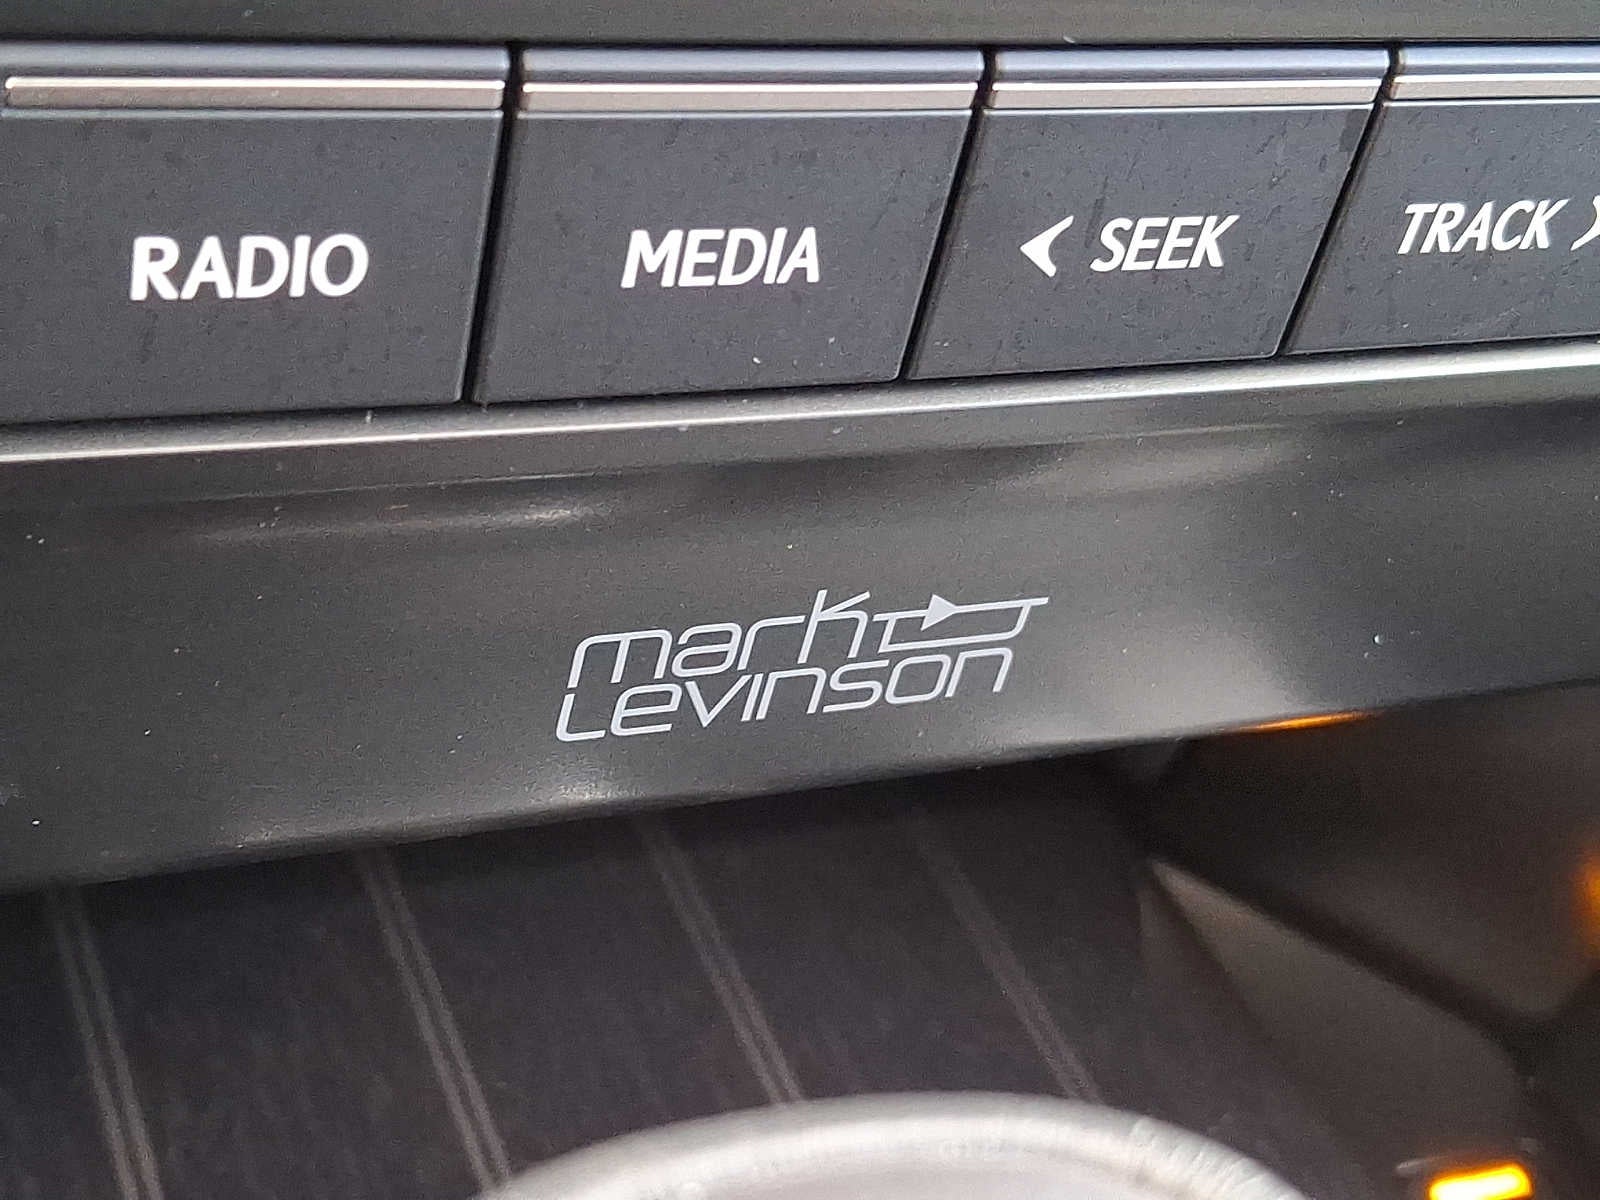 RADIO MEDIA < SEEK TRACK >
mark
Levinson